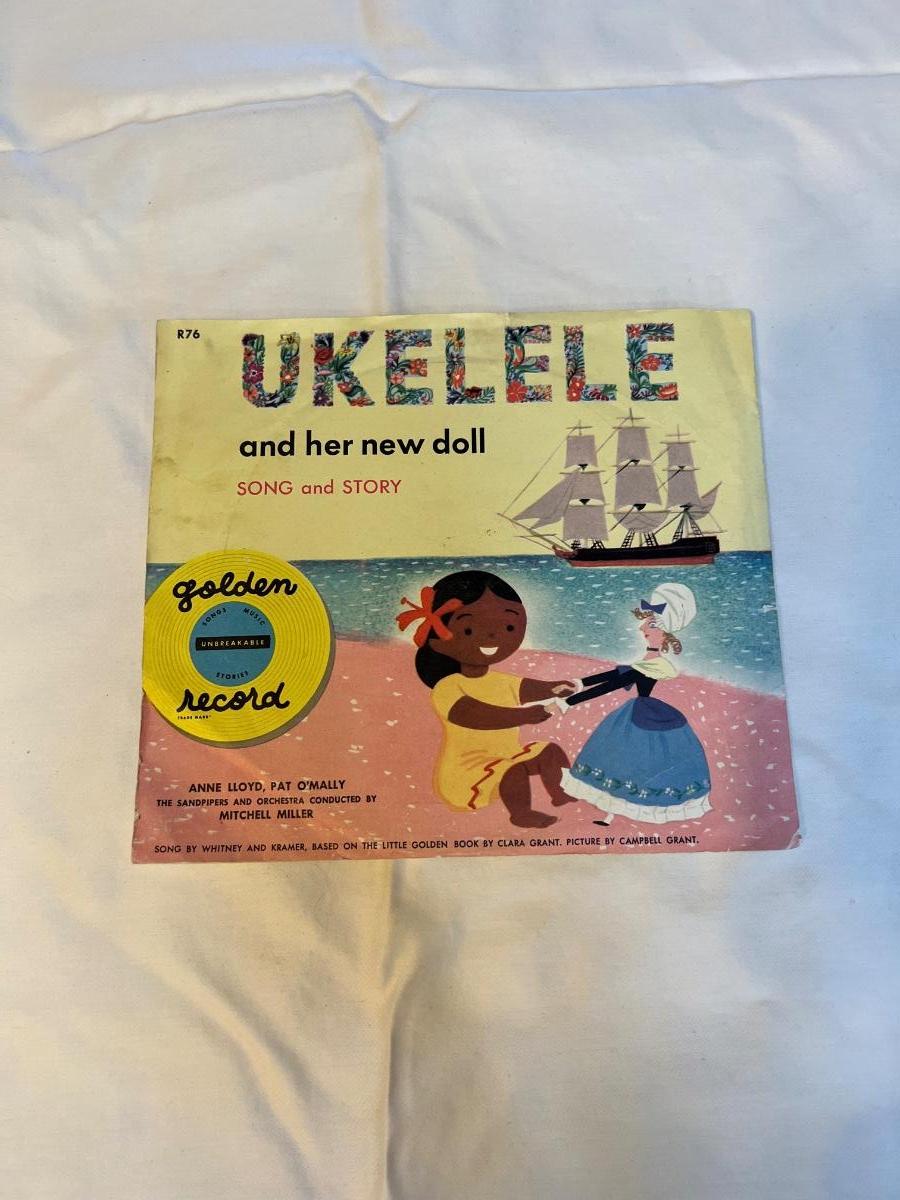 R76
UKELELE
and her new doll
SONG and STORY
golden
SONGS MUSIC
UNBREAKABLE
STORIES
record
TRADE MARK
ANNE LLOYD, PAT O'MALLY
THE SANDPIPERS AND ORCHESTRA CONDUCTED BY
MITCHELL MILLER
SONG BY WHITNEY AND KRAMER, BASED ON THE LITTLE GOLDEN BOOK BY CLARA GRANT. PICTURE BY CAMPBELL GRANT.